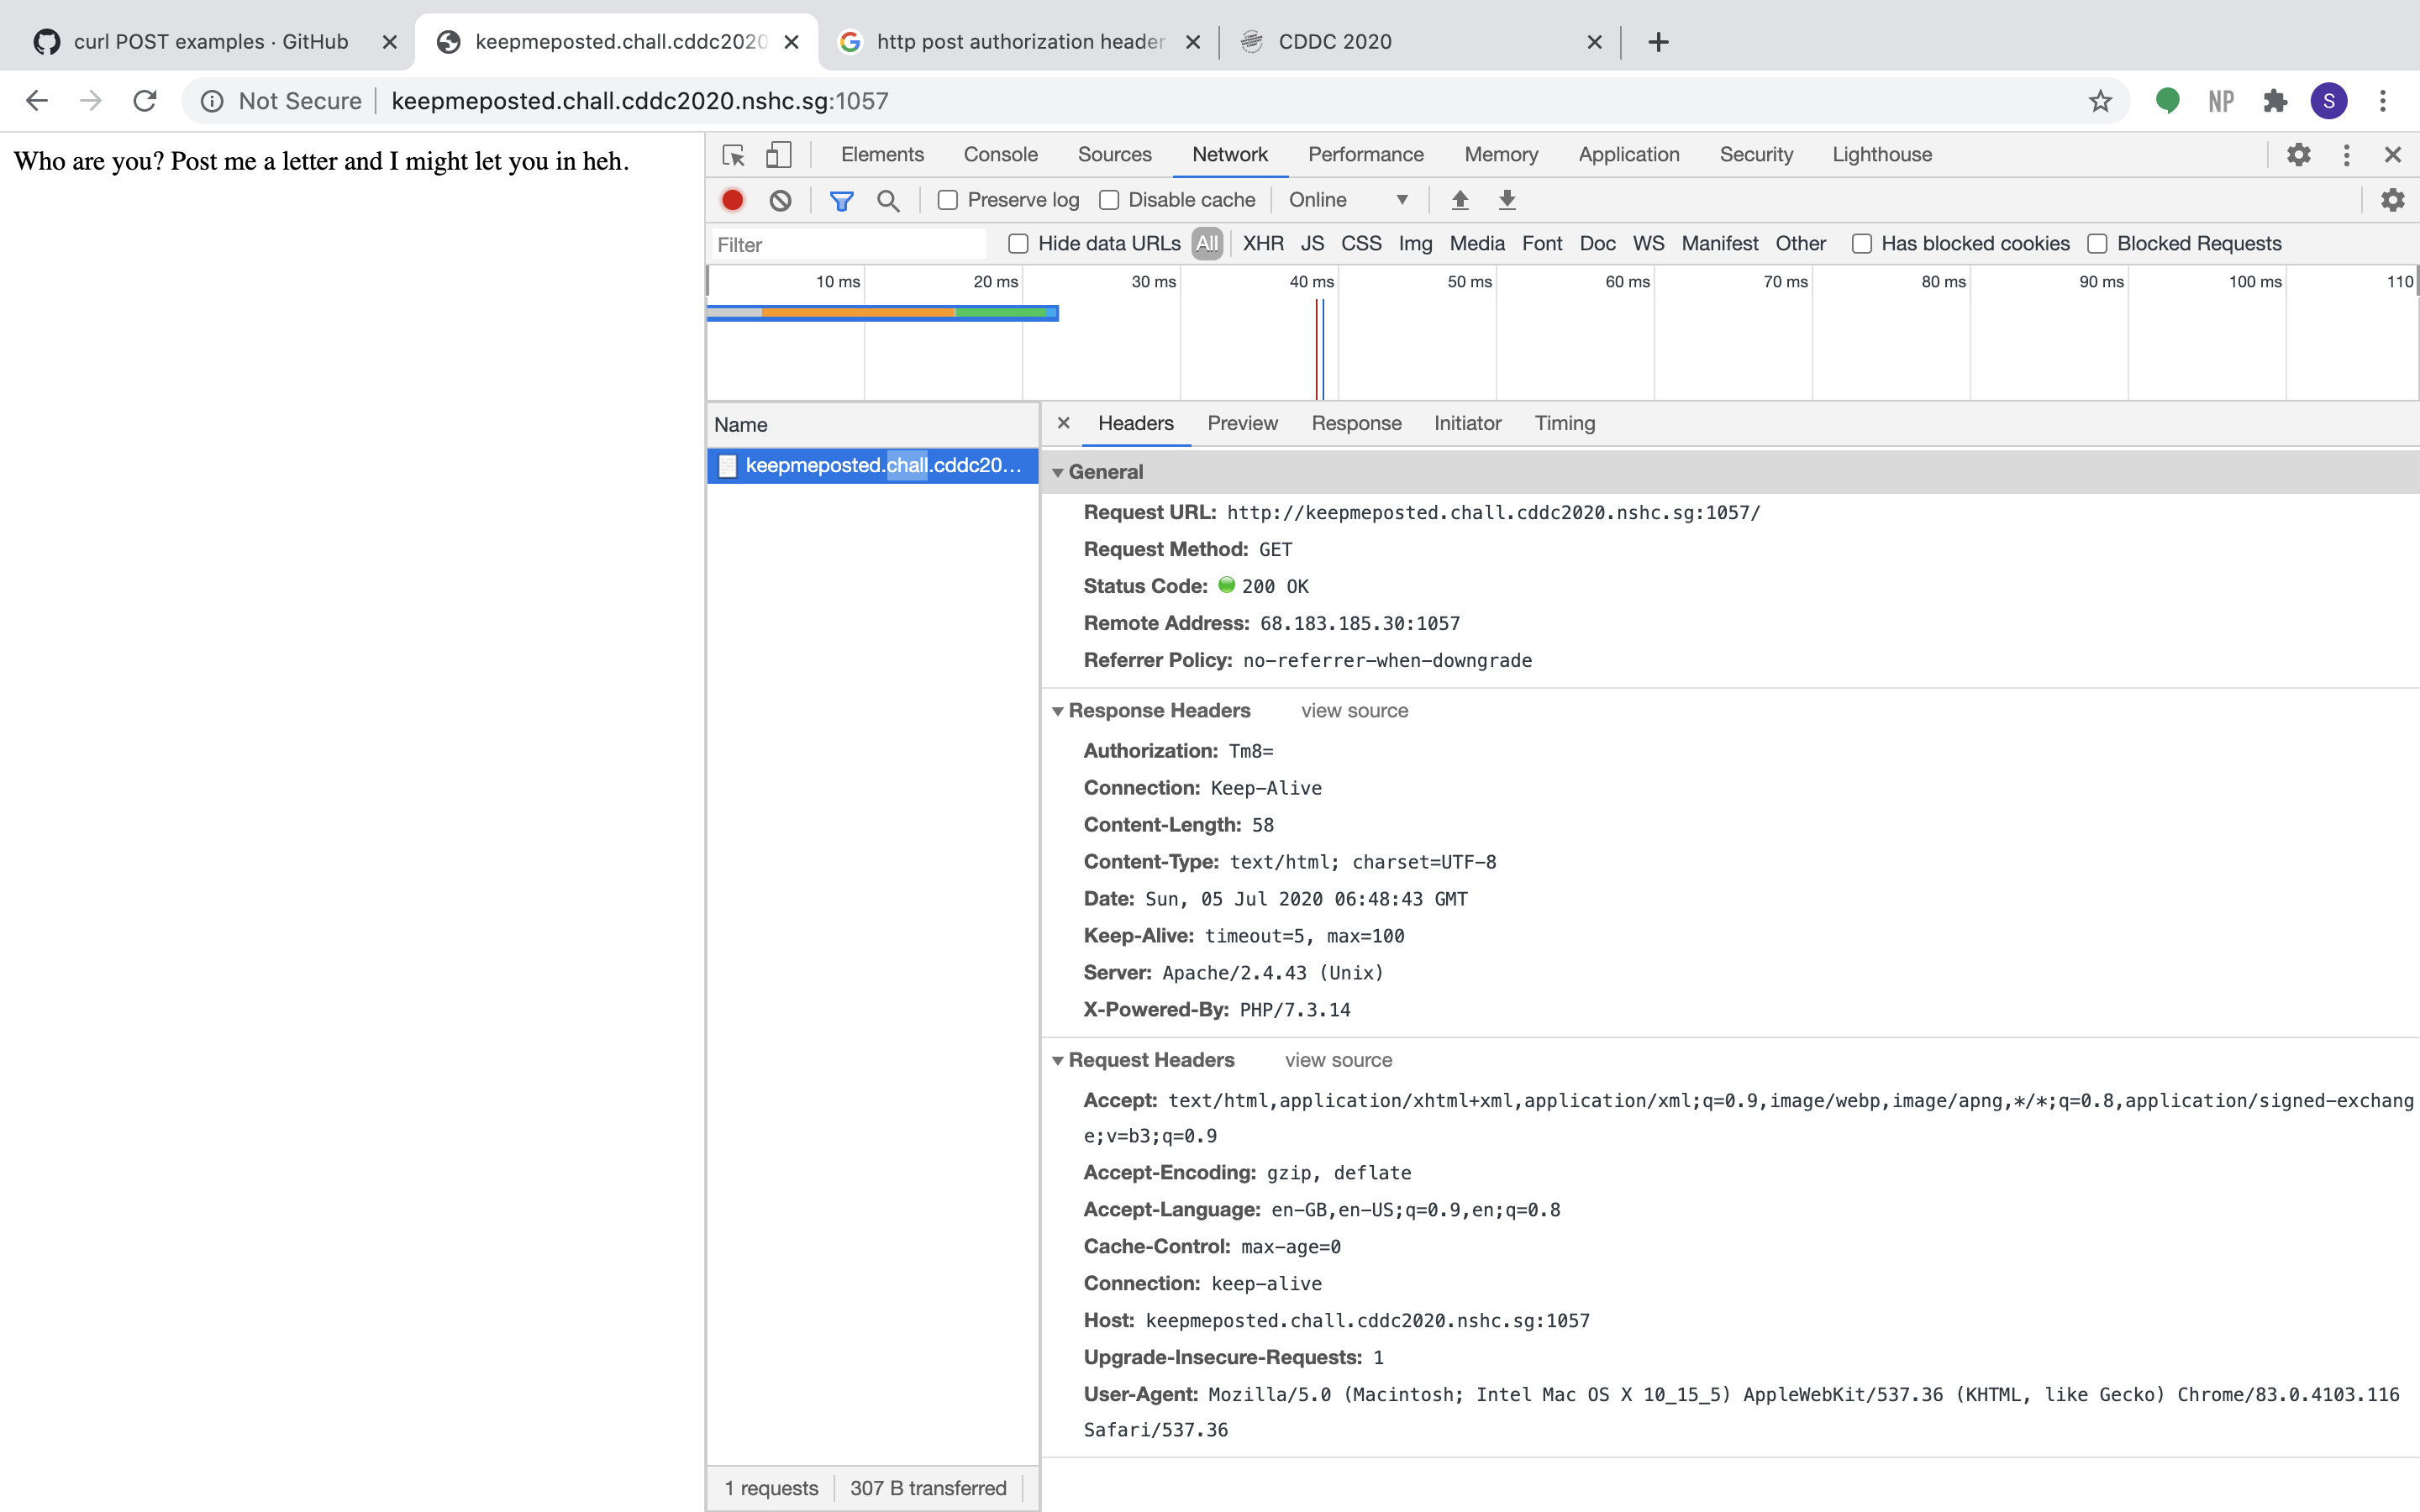 curl POST examples · GitHub
keepmeposted.chall.cddc2020
http post authorization header
CDDC 2020
Not Secure
keepmeposted.chall.cddc2020.nshc.sg:1057
NP
S
Who are you? Post me a letter and I might let you in heh.
Elements Console Sources Network Performance Memory Application Security Lighthouse
Preserve log Disable cache Online
Filter Hide data URLs All XHR JS CSS Img Media Font Doc WS Manifest Other Has blocked cookies Blocked Requests
10 ms 20 ms 30 ms 40 ms 50 ms 60 ms 70 ms 80 ms 90 ms 100 ms 110
Name
keepmeposted.chall.cddc20...
Headers Preview Response Initiator Timing
General
Request URL: http://keepmeposted.chall.cddc2020.nshc.sg:1057/
Request Method: GET
Status Code: 200 OK
Remote Address: 68.183.185.30:1057
Referrer Policy: no-referrer-when-downgrade
Response Headers view source
Authorization: Tm8=
Connection: Keep-Alive
Content-Length: 58
Content-Type: text/html; charset=UTF-8
Date: Sun, 05 Jul 2020 06:48:43 GMT
Keep-Alive: timeout=5, max=100
Server: Apache/2.4.43 (Unix)
X-Powered-By: PHP/7.3.14
Request Headers view source
Accept: text/html,application/xhtml+xml,application/xml;q=0.9,image/webp,image/apng,*/*;q=0.8,application/signed-exchang
e;v=b3;q=0.9
Accept-Encoding: gzip, deflate
Accept-Language: en-GB,en-US;q=0.9,en;q=0.8
Cache-Control: max-age=0
Connection: keep-alive
Host: keepmeposted.chall.cddc2020.nshc.sg:1057
Upgrade-Insecure-Requests: 1
User-Agent: Mozilla/5.0 (Macintosh; Intel Mac OS X 10_15_5) AppleWebKit/537.36 (KHTML, like Gecko) Chrome/83.0.4103.116
Safari/537.36
1 requests 307 B transferred